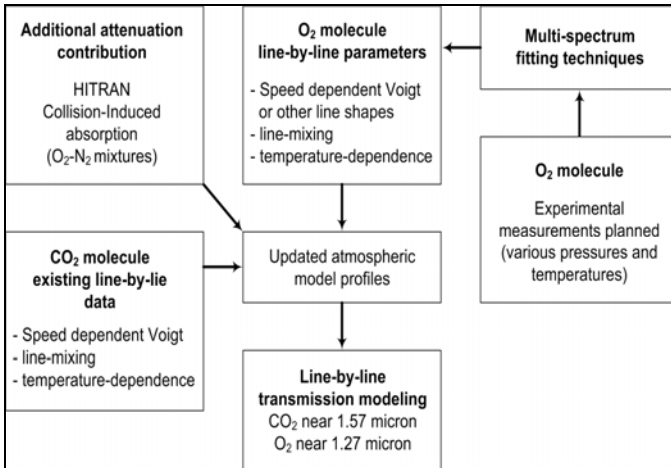 Additional attenuation
contribution
HITRAN
Collision-Induced
absorption
(O₂-N₂ mixtures)
O₂ molecule
line-by-line parameters
- Speed dependent Voigt
or other line shapes
- line-mixing
- temperature-dependence
Multi-spectrum
fitting techniques
O₂ molecule
Experimental
measurements planned
(various pressures and
temperatures)
CO₂ molecule
existing line-by-lie
data
- Speed dependent Voigt
- line-mixing
- temperature-dependence
Updated atmospheric
model profiles
Line-by-line
transmission modeling
CO₂ near 1.57 micron
O₂ near 1.27 micron